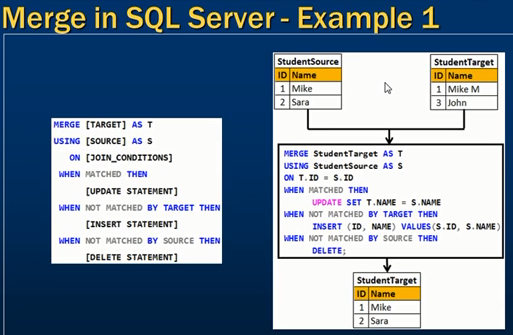 Merge in SQL Server - Example 1
MERGE [TARGET] AS T
USING [SOURCE] AS S
ON [JOIN_CONDITIONS]
WHEN MATCHED THEN
[UPDATE STATEMENT]
WHEN NOT MATCHED BY TARGET THEN
[INSERT STATEMENT]
WHEN NOT MATCHED BY SOURCE THEN
[DELETE STATEMENT]
StudentSource
ID Name
1 Mike
2 Sara
StudentTarget
ID Name
1 Mike M
3 John
MERGE StudentTarget AS T
USING StudentSource AS S
ON T.ID = S.ID
WHEN MATCHED THEN
UPDATE SET T.NAME = S.NAME
WHEN NOT MATCHED BY TARGET THEN
INSERT (ID, NAME) VALUES(S.ID, S.NAME)
WHEN NOT MATCHED BY SOURCE THEN
DELETE;
StudentTarget
ID Name
1 Mike
2 Sara